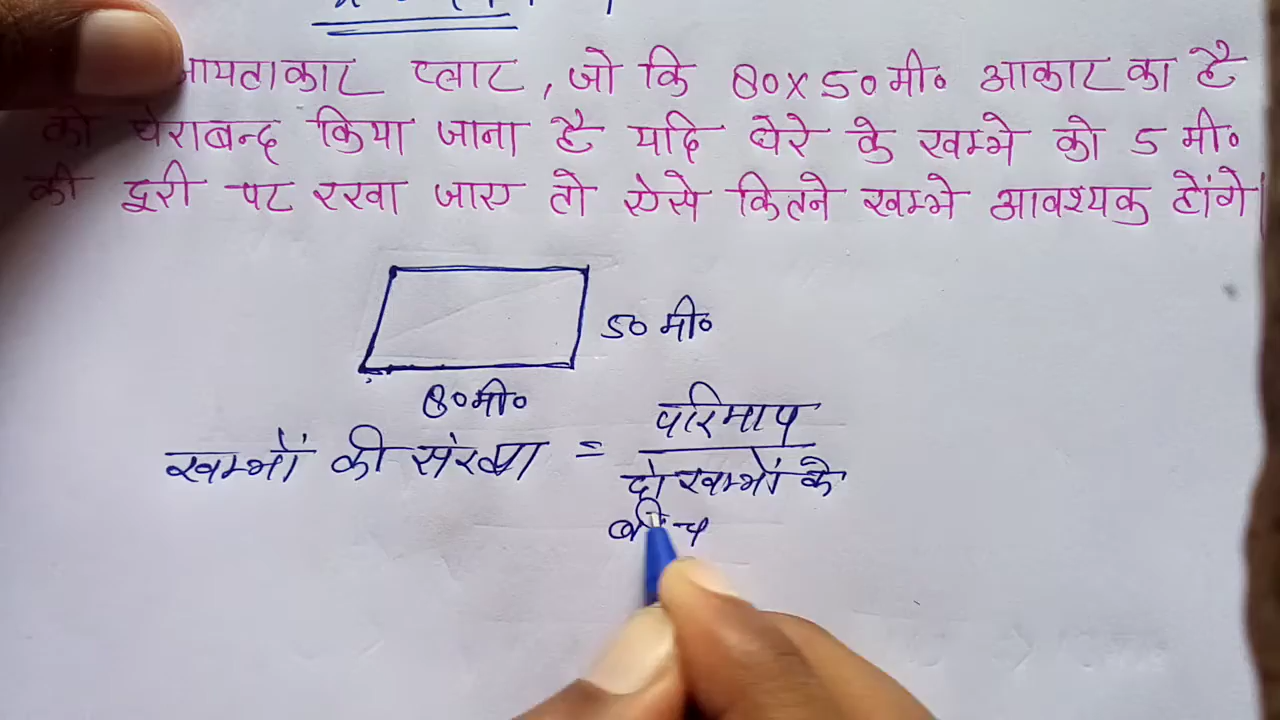 आयताकार प्लाट, जो कि 80×50 मी० आकार का है
को घेराबन्द किया जाना है यदि घेरे के खम्भे को 5 मी०
की दूरी पर रखा जाए तो ऐसे कितने खम्भे आवश्यक होंगे।
50 मी०
80 मी०
खम्भों की संख्या = परिमाप
दो खम्भों के
बीच